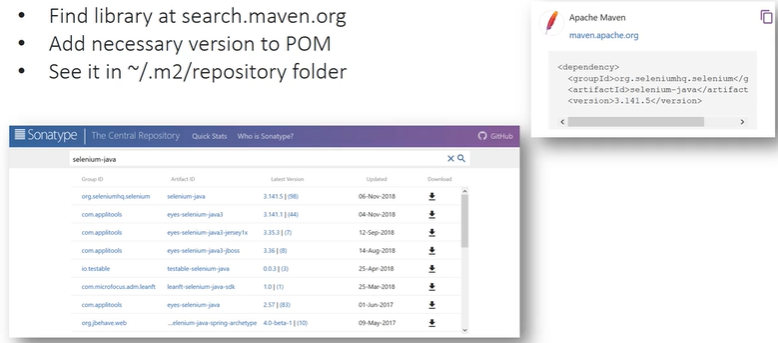 • Find library at search.maven.org
• Add necessary version to POM
• See it in ~/.m2/repository folder
Apache Maven
maven.apache.org
<dependency>
<groupId>org.seleniumhq.selenium</g
<artifactId>selenium-java</artifact
<version>3.141.5</version>
Sonatype | The Central Repository Quick Stats Who is Sonatype? GitHub
selenium-java
Group ID Artifact ID Latest Version Updated Download
org.seleniumhq.selenium selenium-java 3.141.5 (98) 06-Nov-2018
com.applitools eyes-selenium-java3 3.141.1 (44) 04-Nov-2018
com.applitools eyes-selenium-java3-jersey1x 3.35.3 (7) 12-Sep-2018
com.applitools eyes-selenium-java3-jboss 3.36 (8) 14-Aug-2018
io.testable testable-selenium-java 0.0.3 (3) 25-Apr-2018
com.microfocus.adm.leanft leanft-selenium-java-sdk 1.0 (1) 25-Mar-2018
com.applitools eyes-selenium-java 2.57 (83) 01-Jun-2017
org.jbehave.web ...elenium-java-spring-archetype 4.0-beta-1 (10) 09-May-2017